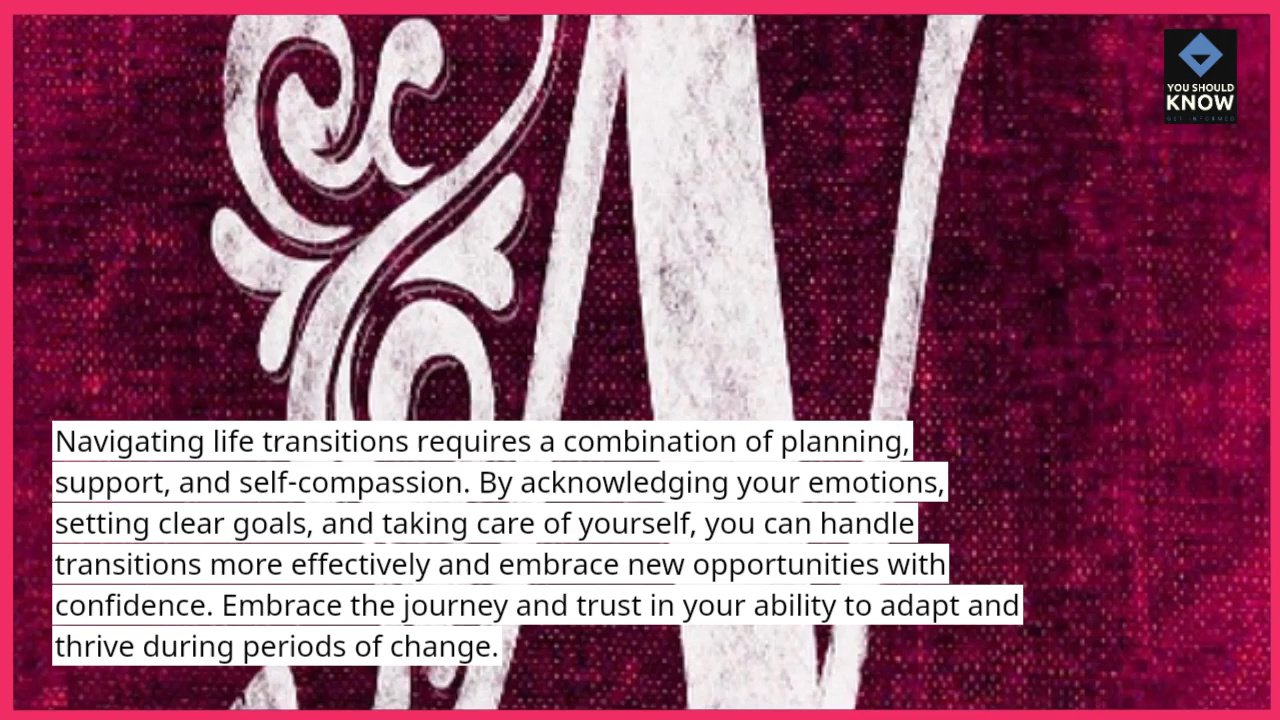 YOU SHOULD
KNOW
GET INFORMED
N
Navigating life transitions requires a combination of planning,
support, and self-compassion. By acknowledging your emotions,
setting clear goals, and taking care of yourself, you can handle
transitions more effectively and embrace new opportunities with
confidence. Embrace the journey and trust in your ability to adapt and
thrive during periods of change.